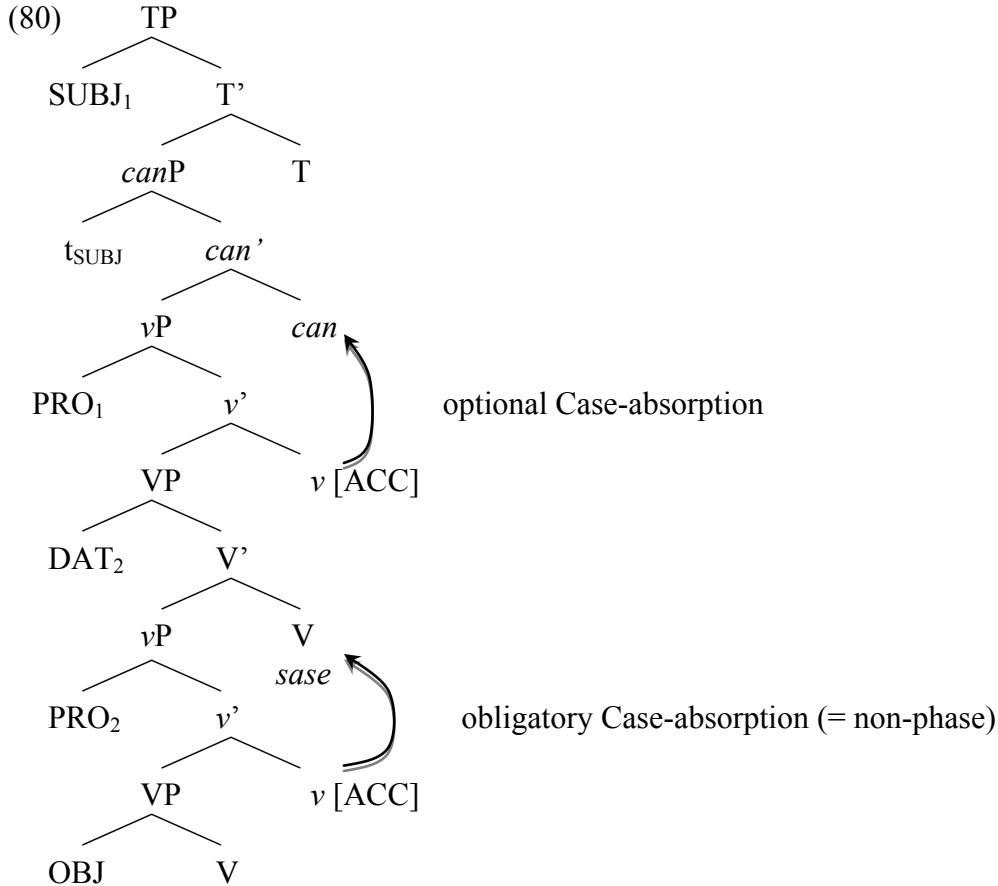 (80) TP
SUBJ₁ T’
canP T
t_SUBJ can’
vP can
PRO₁ v’ optional Case-absorption
VP v [ACC]
DAT₂ V’
vP V
sase
PRO₂ v’ obligatory Case-absorption (= non-phase)
VP v [ACC]
OBJ V